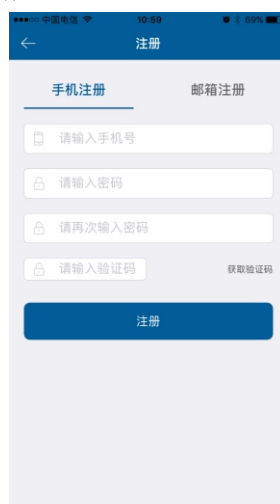 中国电信 10:59 69%
注册
手机注册 邮箱注册
请输入手机号
请输入密码
请再次输入密码
请输入验证码 获取验证码
注册